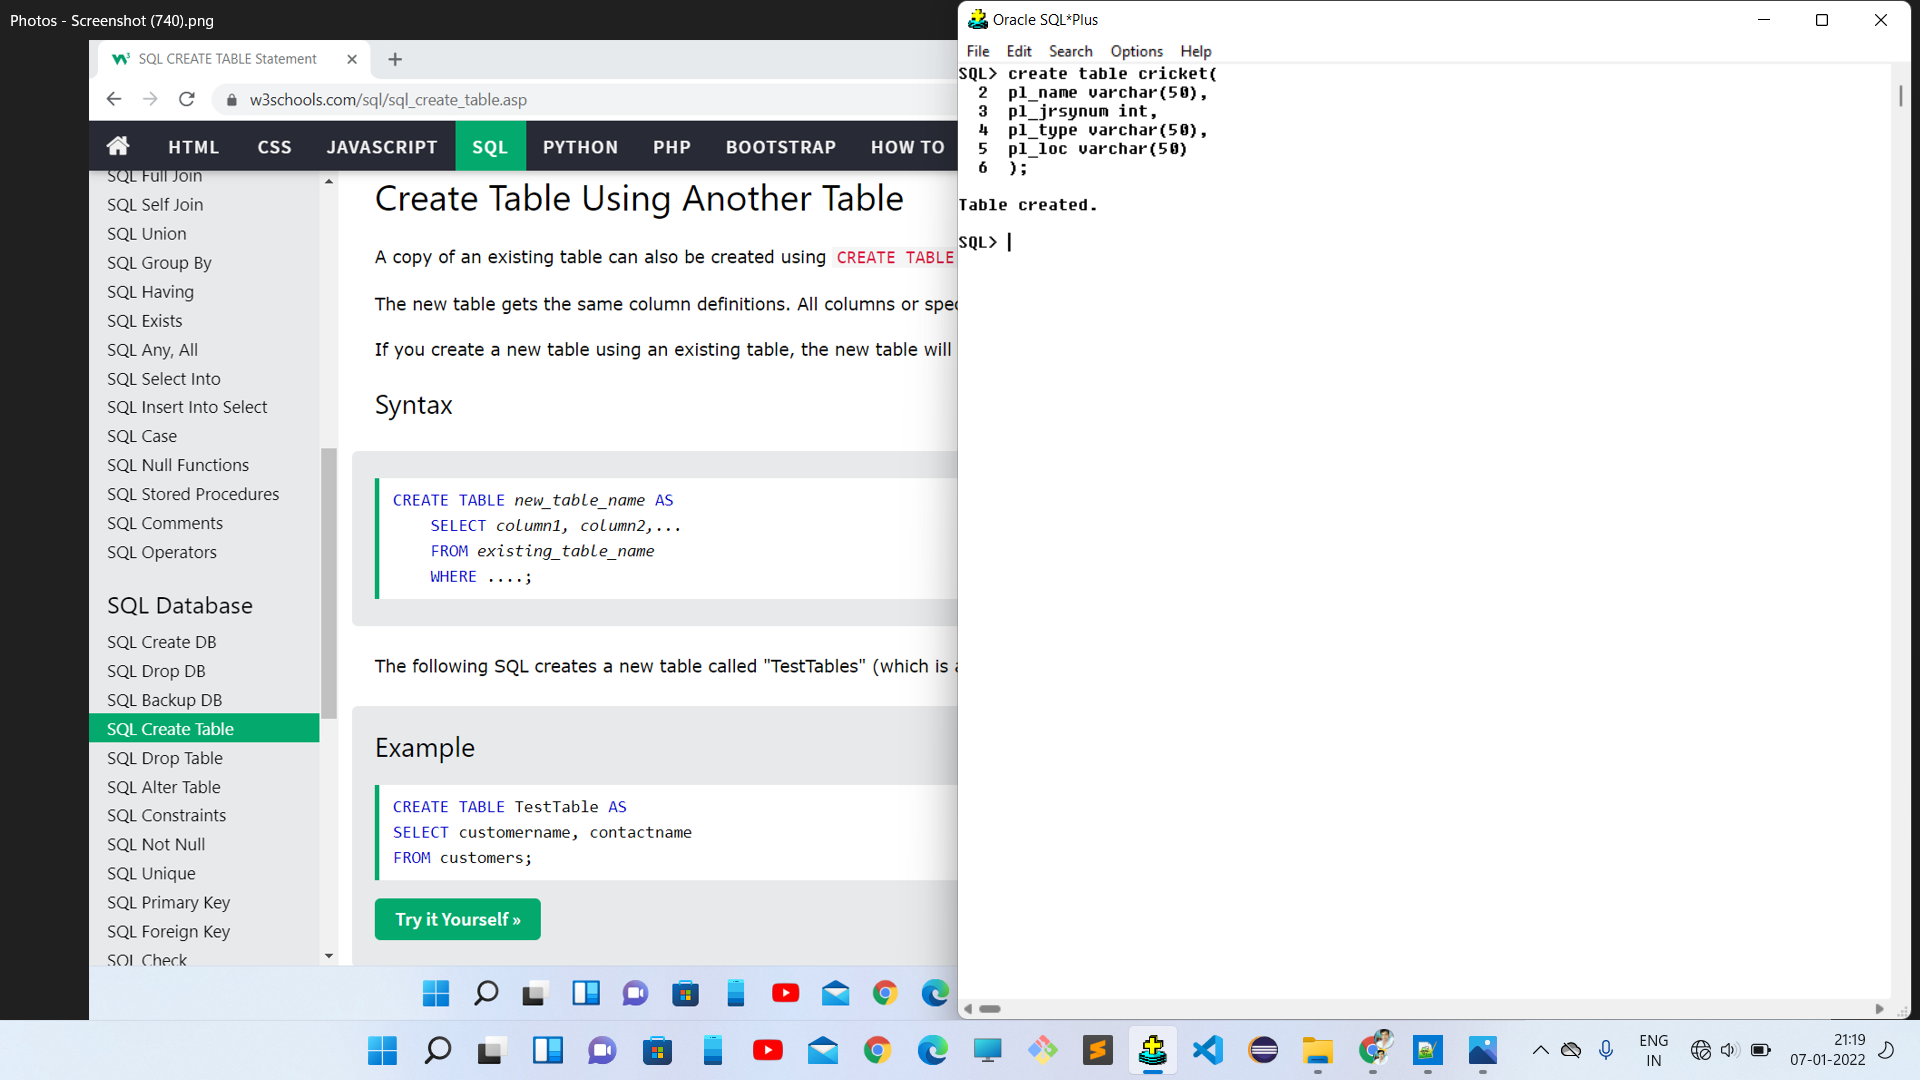 Photos - Screenshot (740).png
SQL CREATE TABLE Statement
w3schools.com/sql/sql_create_table.asp
HTML CSS JAVASCRIPT SQL PYTHON PHP BOOTSTRAP HOW TO
SQL Full Join
SQL Self Join
SQL Union
SQL Group By
SQL Having
SQL Exists
SQL Any, All
SQL Select Into
SQL Insert Into Select
SQL Case
SQL Null Functions
SQL Stored Procedures
SQL Comments
SQL Operators
SQL Database
SQL Create DB
SQL Drop DB
SQL Backup DB
SQL Create Table
SQL Drop Table
SQL Alter Table
SQL Constraints
SQL Not Null
SQL Unique
SQL Primary Key
SQL Foreign Key
SQL Check
Create Table Using Another Table
A copy of an existing table can also be created using CREATE TABLE
The new table gets the same column definitions. All columns or spec
If you create a new table using an existing table, the new table will
Syntax
CREATE TABLE new_table_name AS
SELECT column1, column2,...
FROM existing_table_name
WHERE ....;
The following SQL creates a new table called "TestTables" (which is a
Example
CREATE TABLE TestTable AS
SELECT customername, contactname
FROM customers;
Try it Yourself »
Oracle SQL*Plus
File Edit Search Options Help
SQL> create table cricket(
2 pl_name varchar(50),
3 pl_jrsynum int,
4 pl_type varchar(50),
5 pl_loc varchar(50)
6 );
Table created.
SQL>
ENG
IN
21:19
07-01-2022